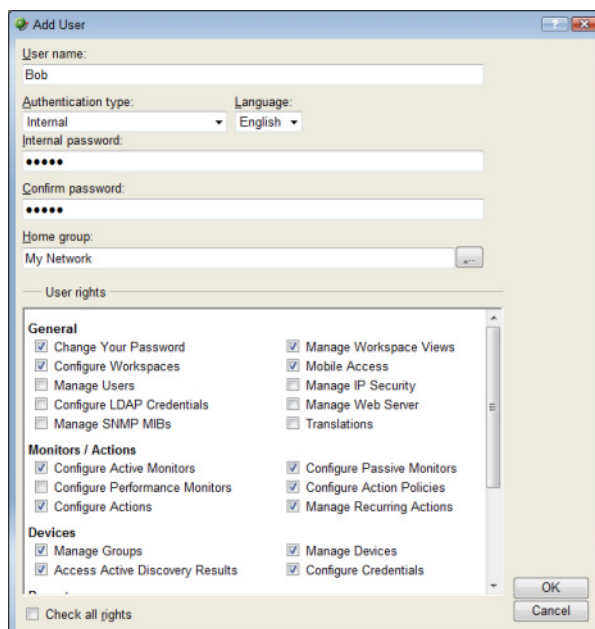 Add User
User name:
Bob
Authentication type: Language:
Internal English
Internal password:
•••••
Confirm password:
•••••
Home group:
My Network
...
User rights
General
Change Your Password Manage Workspace Views
Configure Workspaces Mobile Access
Manage Users Manage IP Security
Configure LDAP Credentials Manage Web Server
Manage SNMP MIBs Translations
Monitors / Actions
Configure Active Monitors Configure Passive Monitors
Configure Performance Monitors Configure Action Policies
Configure Actions Manage Recurring Actions
Devices
Manage Groups Manage Devices
Access Active Discovery Results Configure Credentials
OK
Check all rights Cancel